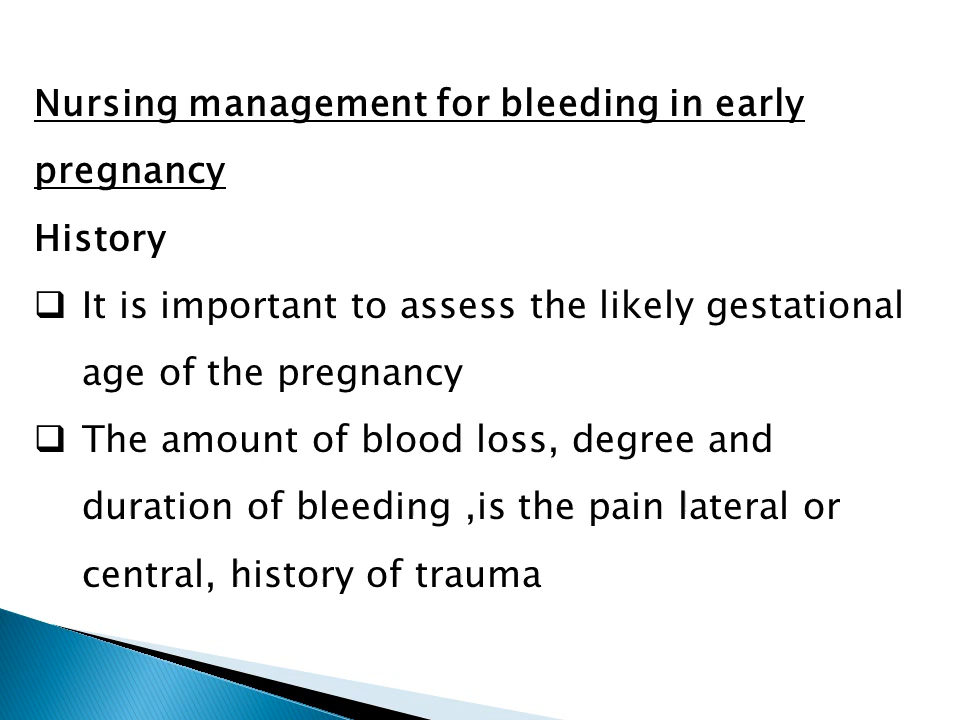 Nursing management for bleeding in early
pregnancy
History
❑ It is important to assess the likely gestational
age of the pregnancy
❑ The amount of blood loss, degree and
duration of bleeding ,is the pain lateral or
central, history of trauma